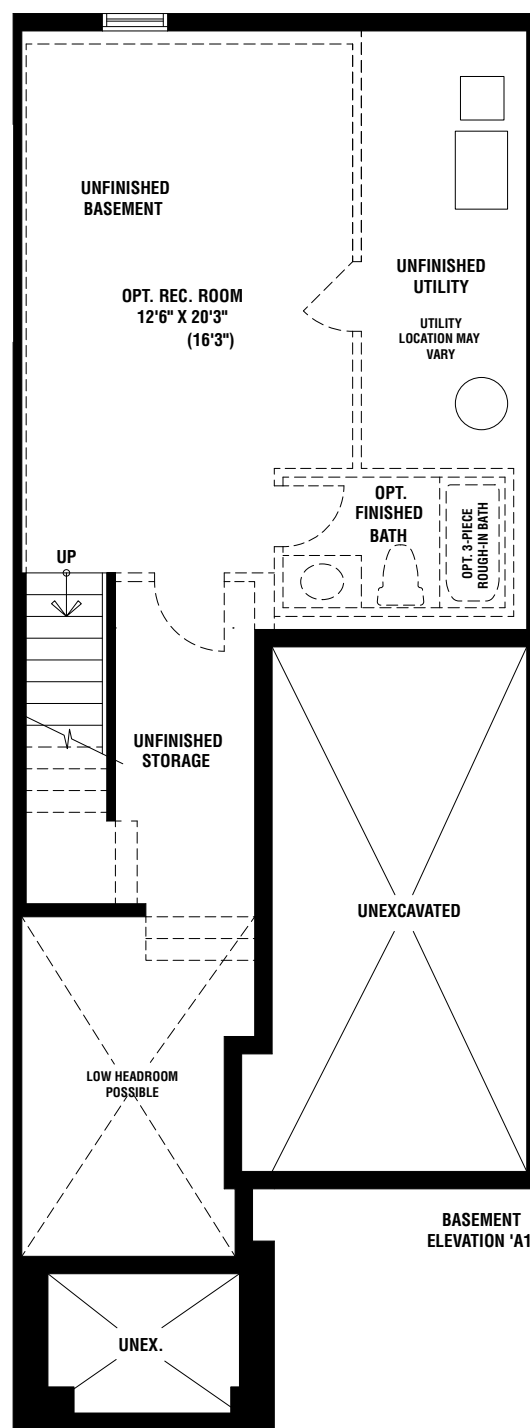 UNFINISHED
BASEMENT
OPT. REC. ROOM
12'6" X 20'3"
(16'3")
UNFINISHED
UTILITY
UTILITY
LOCATION MAY
VARY
OPT.
FINISHED
BATH
OPT. 3-PIECE
ROUGH-IN BATH
UP
UNFINISHED
STORAGE
UNEXCAVATED
LOW HEADROOM
POSSIBLE
BASEMENT
ELEVATION 'A1
UNEX.